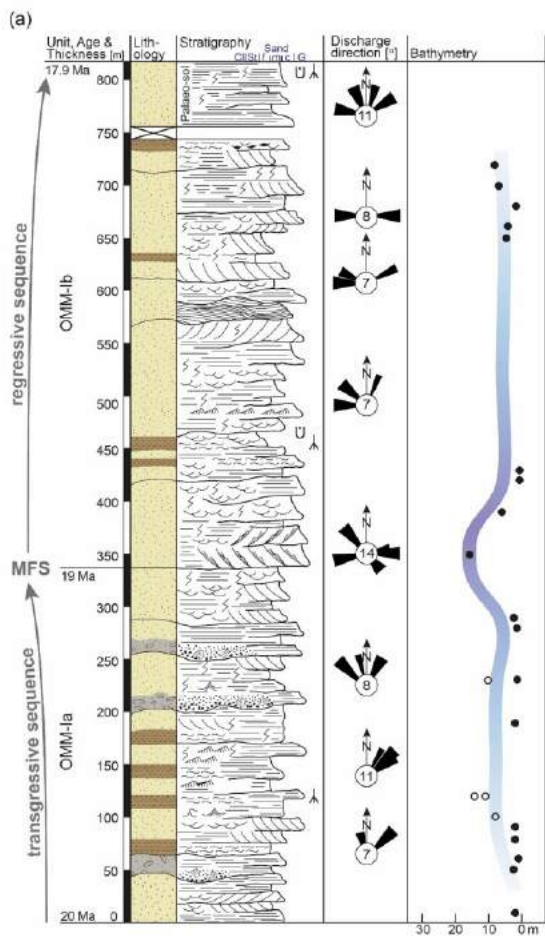 (a)
Unit, Age & Thickness [m]
Lith- ology
Stratigraphy
Sand
Cl|St|f|m|c|G
Discharge direction [°]
Bathymetry
17.9 Ma
800
Palaeo-sol
N
11
750
700
N
8
650
N
7
600
OMM-Ib
regressive sequence
550
500
N
7
450
400
N
14
350
MFS
19 Ma
300
250
N
8
200
OMM-Ia
transgressive sequence
150
N
11
100
N
7
50
20 Ma
0
30 20 10 0 m